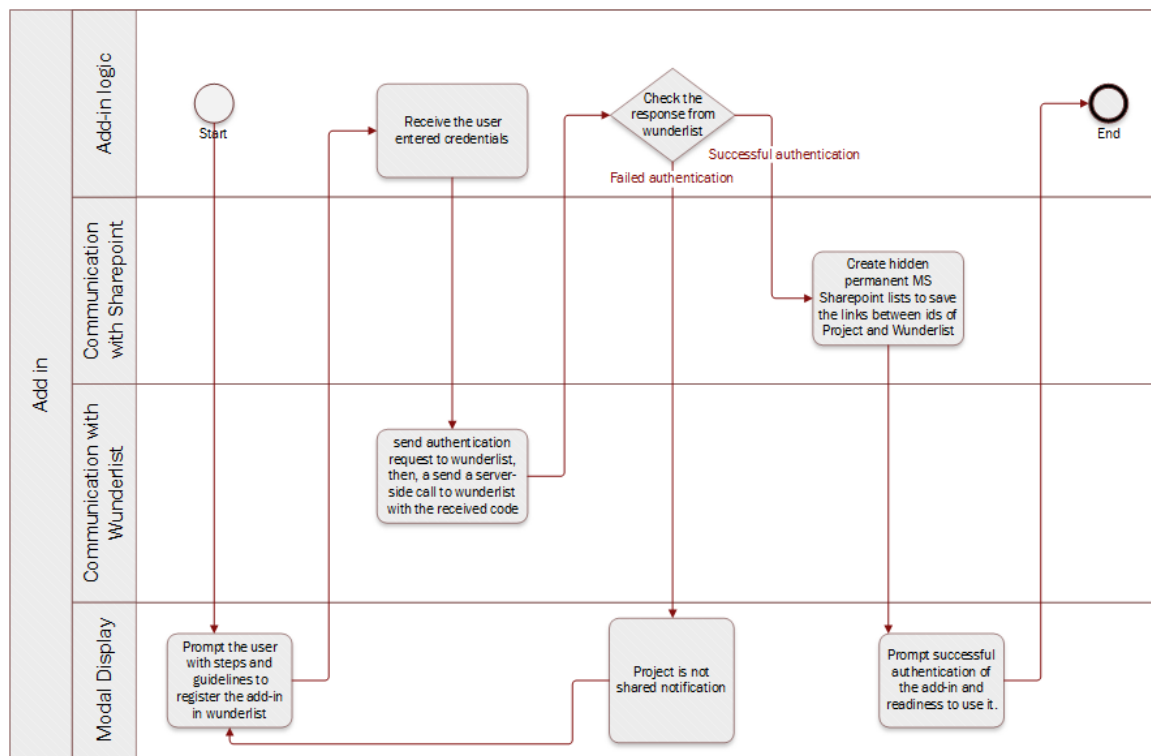 Add in
Add-in logic
Start
Receive the user
entered credentials
Check the
response from
wunderlist
Successful authentication
Failed authentication
End
Communication
with Sharepoint
Create hidden
permanent MS
Sharepoint lists to save
the links between ids of
Project and Wunderlist
Communication with
Wunderlist
send authentication
request to wunderlist,
then, a send a server-
side call to wunderlist
with the received code
Modal Display
Prompt the user
with steps and
guidelines to
register the add-in
in wunderlist
Project is not
shared notification
Prompt successful
authentication of
the add-in and
readiness to use it.